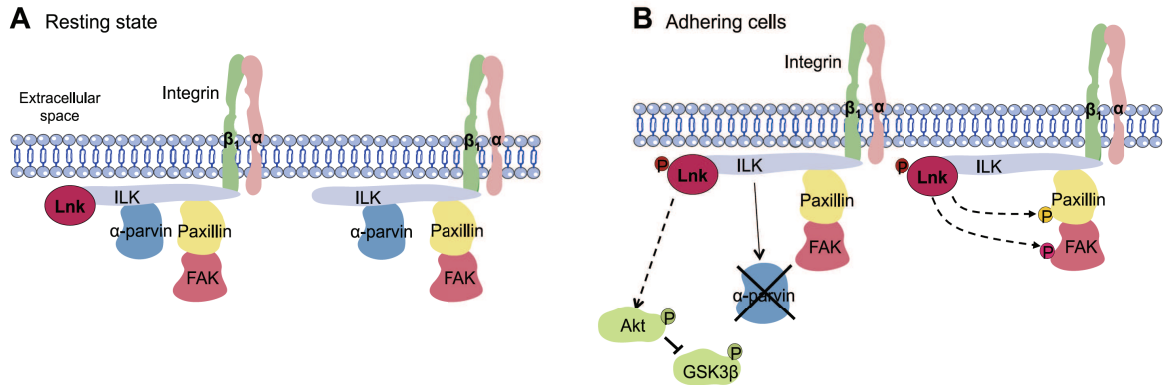 A Resting state
Extracellular
space
Integrin
β1 α
β1 α
Lnk
ILK
α-parvin
Paxillin
FAK
ILK
α-parvin
Paxillin
FAK
B Adhering cells
Integrin
β1 α
β1 α
P
Lnk
ILK
Paxillin
FAK
α-parvin
Akt
P
GSK3β
P
P
Lnk
ILK
Paxillin
P
FAK
P